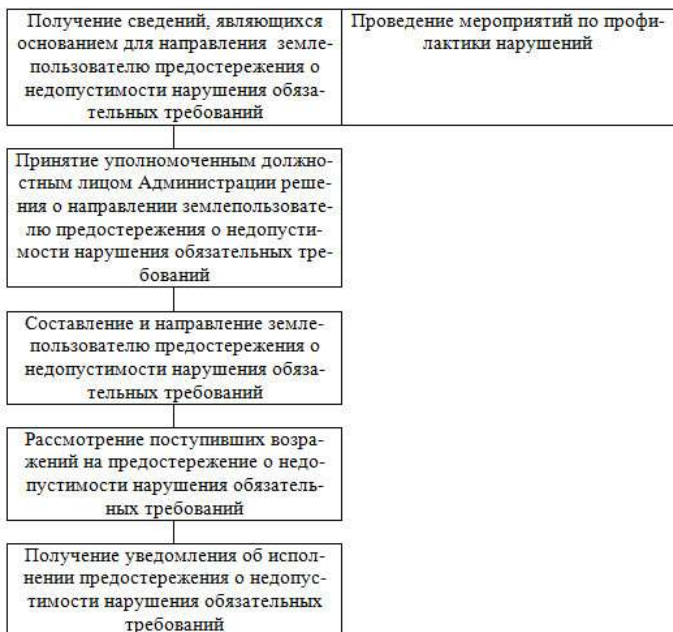 Получение сведений, являющихся
основанием для направления земле-
пользователю предостережения о
недопустимости нарушения обяза-
тельных требований
Проведение мероприятий по профи-
лактики нарушений
Принятие уполномоченным должно-
стным лицом Администрации реше-
ния о направлении землепользовате-
лю предостережения о недопусти-
мости нарушения обязательных тре-
бований
Составление и направление земле-
пользователю предостережения о
недопустимости нарушения обяза-
тельных требований
Рассмотрение поступивших возра-
жений на предостережение о недо-
пустимости нарушения обязатель-
ных требований
Получение уведомления об испол-
нении предостережения о недопус-
тимости нарушения обязательных
требований